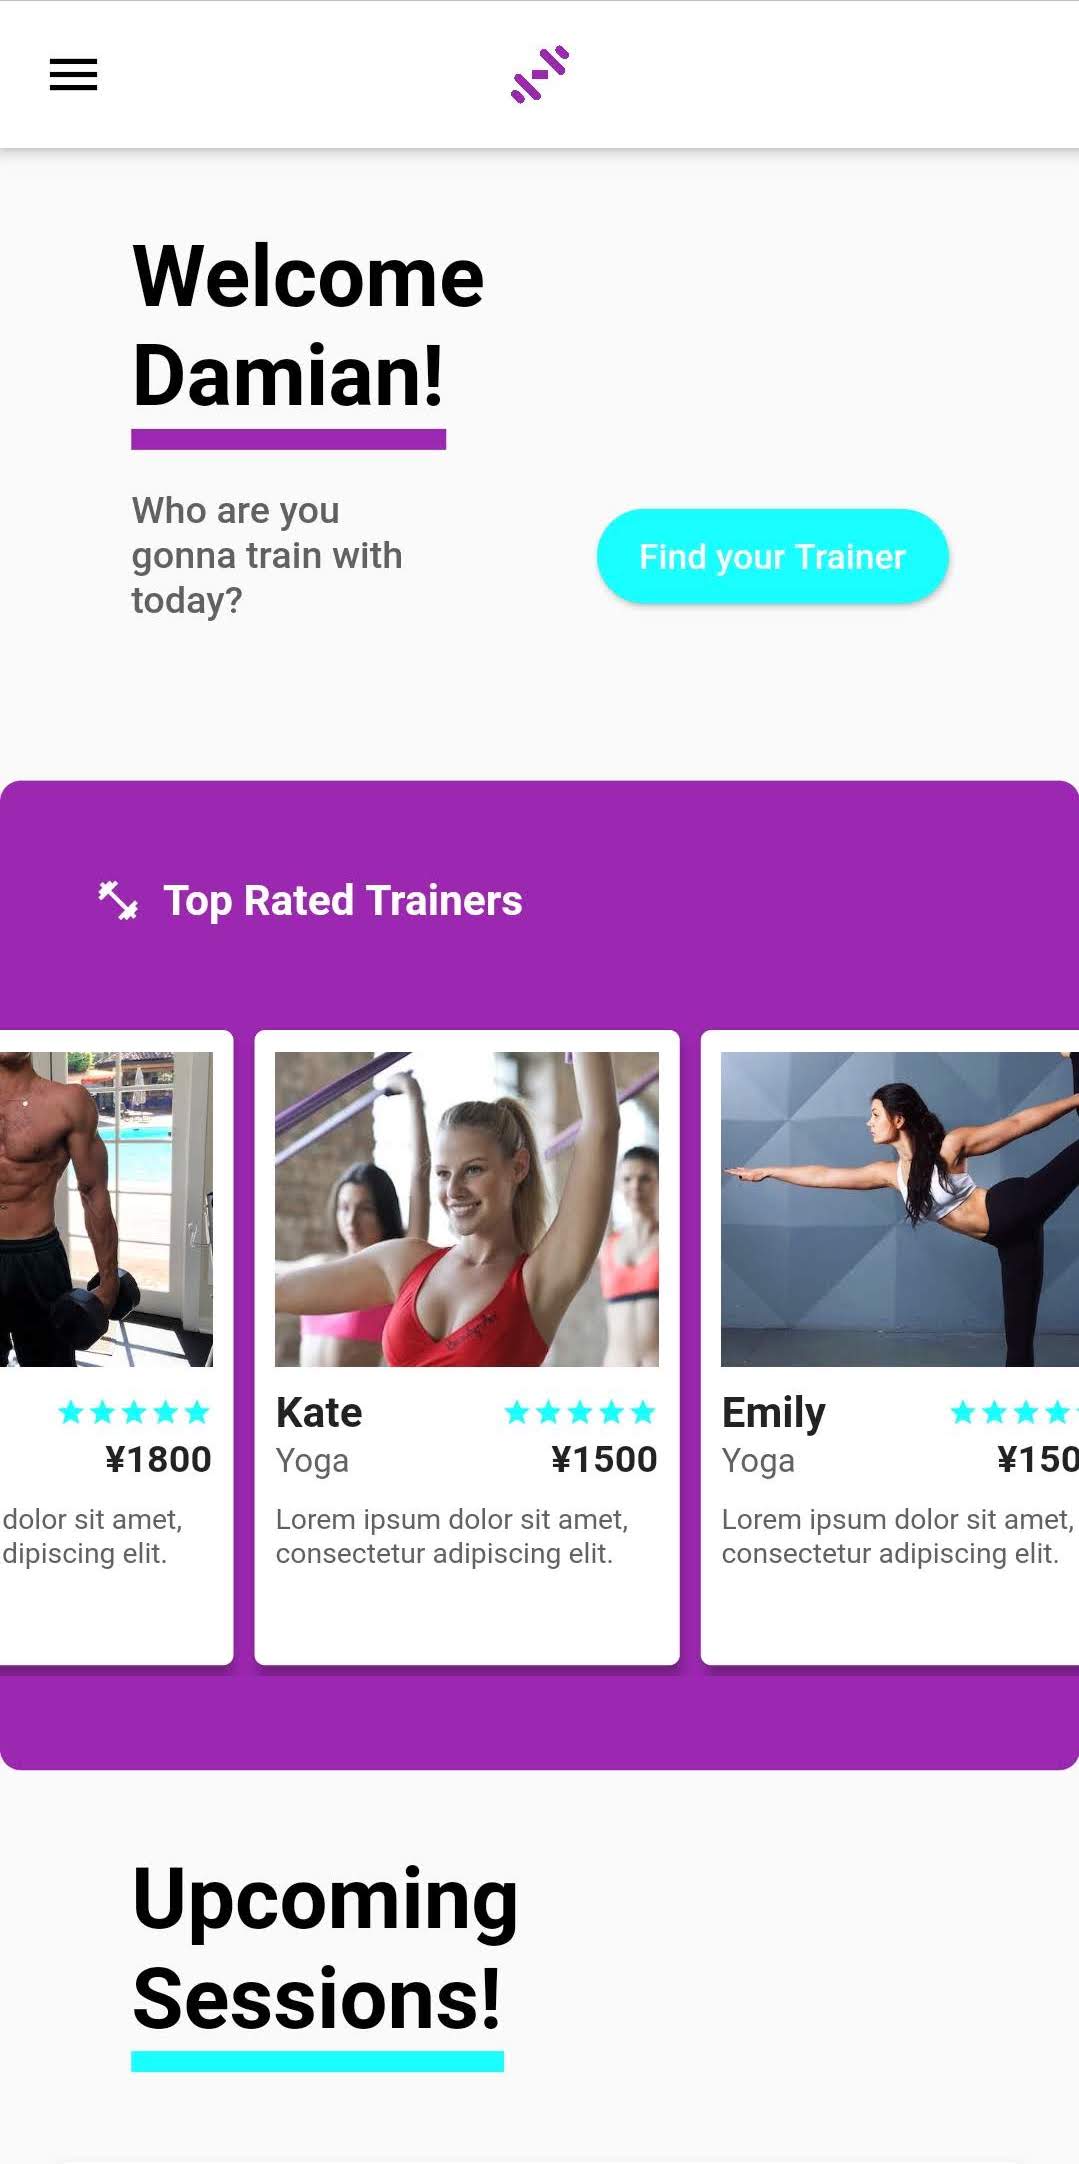 Welcome
Damian!
Who are you
gonna train with
today?
Find your Trainer
Top Rated Trainers
¥1800
dolor sit amet,
dipiscing elit.
Kate
Yoga
¥1500
Lorem ipsum dolor sit amet,
consectetur adipiscing elit.
Emily
Yoga
¥150
Lorem ipsum dolor sit amet,
consectetur adipiscing elit.
Upcoming
Sessions!